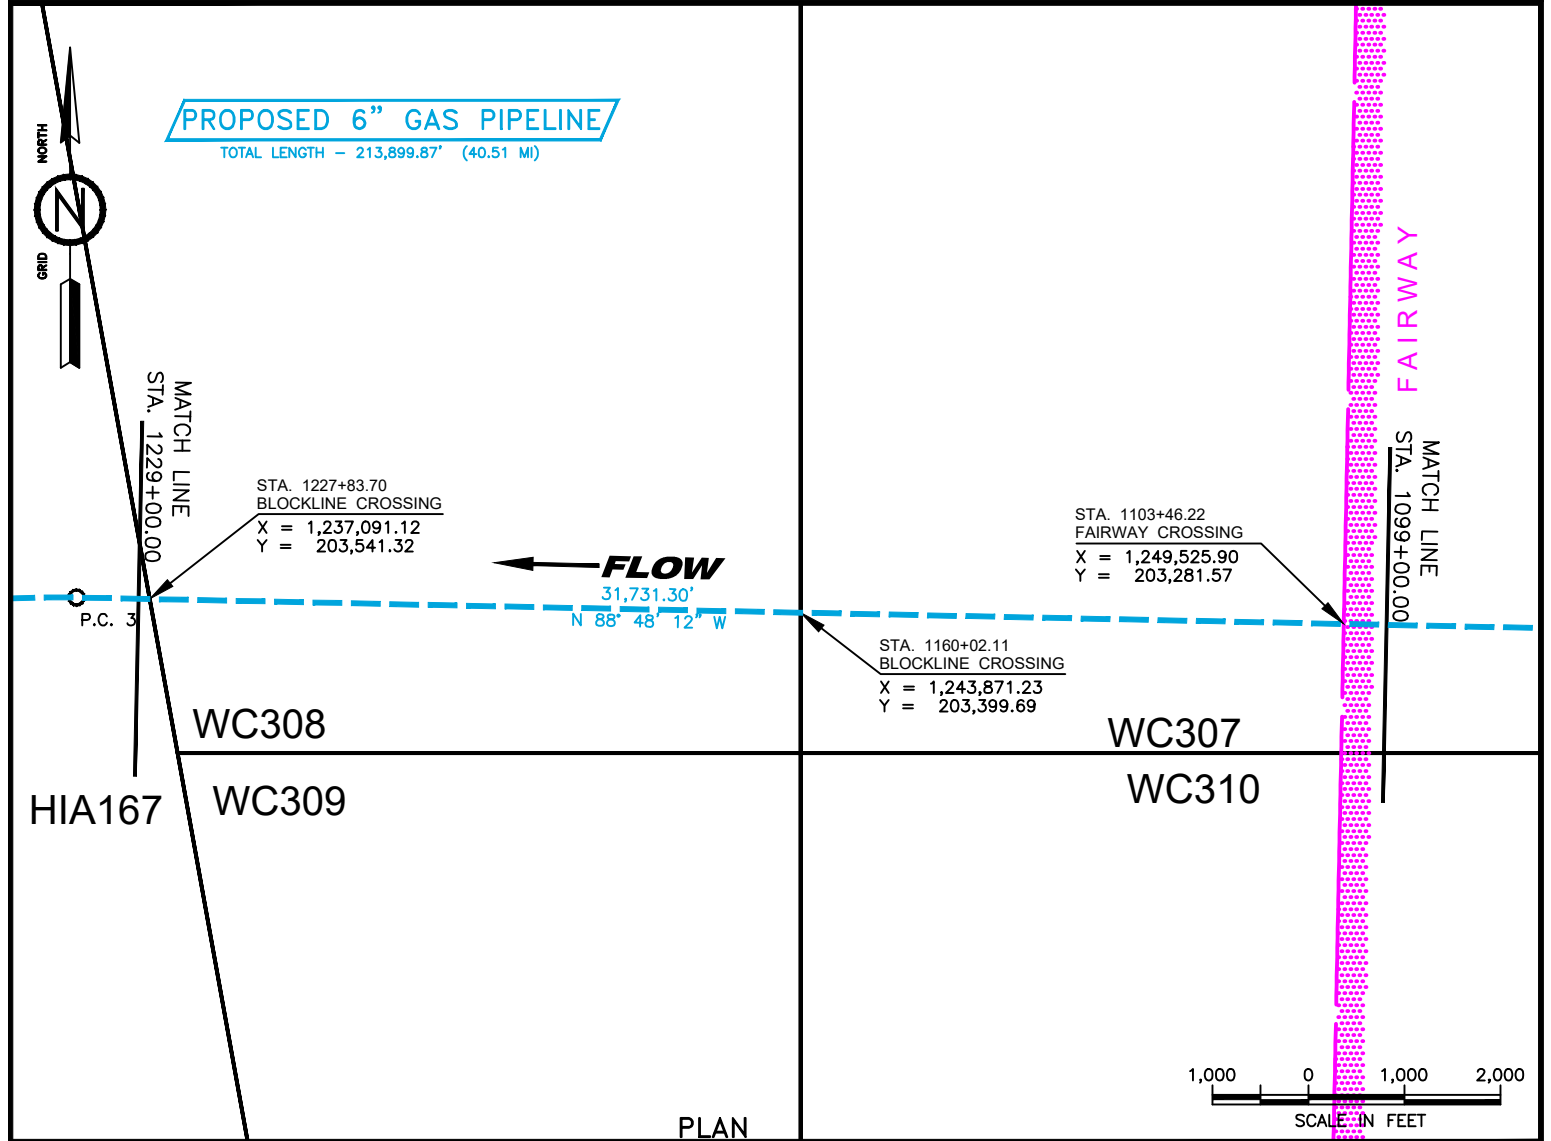 PROPOSED 6” GAS PIPELINE
TOTAL LENGTH – 213,899.87' (40.51 MI)
NORTH
N
GRID
MATCH LINE
STA. 1229+00.00
STA. 1227+83.70
BLOCKLINE CROSSING
X = 1,237,091.12
Y = 203,541.32
P.C. 3
FLOW
31,731.30'
N 88° 48' 12" W
STA. 1160+02.11
BLOCKLINE CROSSING
X = 1,243,871.23
Y = 203,399.69
STA. 1103+46.22
FAIRWAY CROSSING
X = 1,249,525.90
Y = 203,281.57
FAIRWAY
MATCH LINE
STA. 1099+00.00
WC308
WC307
HIA167
WC309
WC310
1,000 0 1,000 2,000
SCALE IN FEET
PLAN